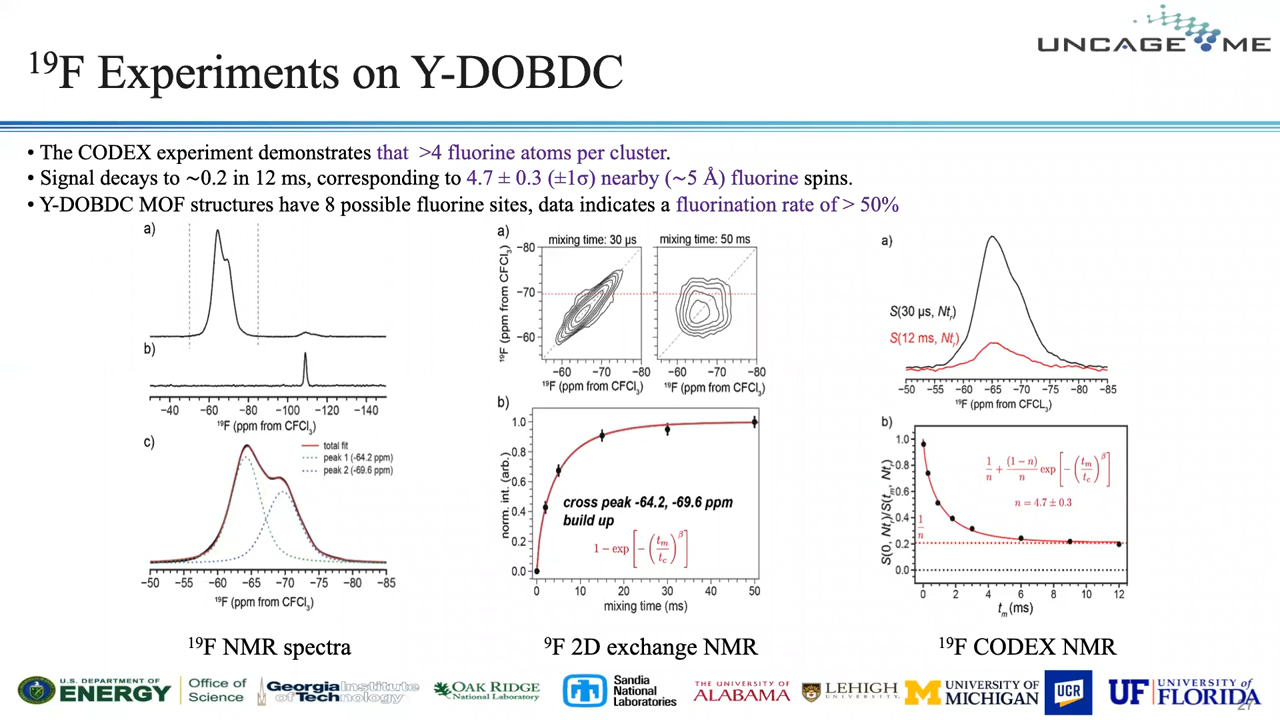 UNCAGE ME
¹⁹F Experiments on Y-DOBDC
• The CODEX experiment demonstrates that >4 fluorine atoms per cluster.
• Signal decays to ~0.2 in 12 ms, corresponding to 4.7 ± 0.3 (±1σ) nearby (~5 Å) fluorine spins.
• Y-DOBDC MOF structures have 8 possible fluorine sites, data indicates a fluorination rate of > 50%
a)
b)
−40 −60 −80 −100 −120 −140
¹⁹F (ppm from CFCl₃)
c)
total fit
peak 1 (-64.2 ppm)
peak 2 (-69.6 ppm)
−50 −55 −60 −65 −70 −75 −80 −85
¹⁹F (ppm from CFCl₃)
¹⁹F NMR spectra
a)
mixing time: 30 µs
mixing time: 50 ms
¹⁹F (ppm from CFCl₃)
−80
−70
−60
−60 −70 −80
−60 −70 −80
¹⁹F (ppm from CFCl₃)
¹⁹F (ppm from CFCl₃)
b)
norm. int. (arb.)
1.0
0.8
0.6
0.4
0.2
0.0
cross peak -64.2, -69.6 ppm
build up
1 − exp [ − (tₘ/t_c)^β ]
0 10 20 30 40 50
mixing time (ms)
⁹F 2D exchange NMR
a)
S(30 µs, Ntᵣ)
S(12 ms, Ntᵣ)
−50 −55 −60 −65 −70 −75 −80 −85
¹⁹F (ppm from CFCL₃)
b)
S(0, Ntᵣ)/S(tₘ, Ntᵣ)
1.0
0.8
0.6
0.4
0.2
0.0
1/n
1/n + (1−n)/n exp [ − (tₘ/t_c)^β ]
n = 4.7 ± 0.3
0 2 4 6 8 10 12
tₘ (ms)
¹⁹F CODEX NMR
U.S. DEPARTMENT OF
ENERGY
Office of
Science
Georgia Institute
of Technology
OAK RIDGE
National Laboratory
Sandia
National
Laboratories
THE UNIVERSITY OF
ALABAMA
LEHIGH
UNIVERSITY
M UNIVERSITY OF
MICHIGAN
UCR
UF UNIVERSITY of
FLORIDA
27